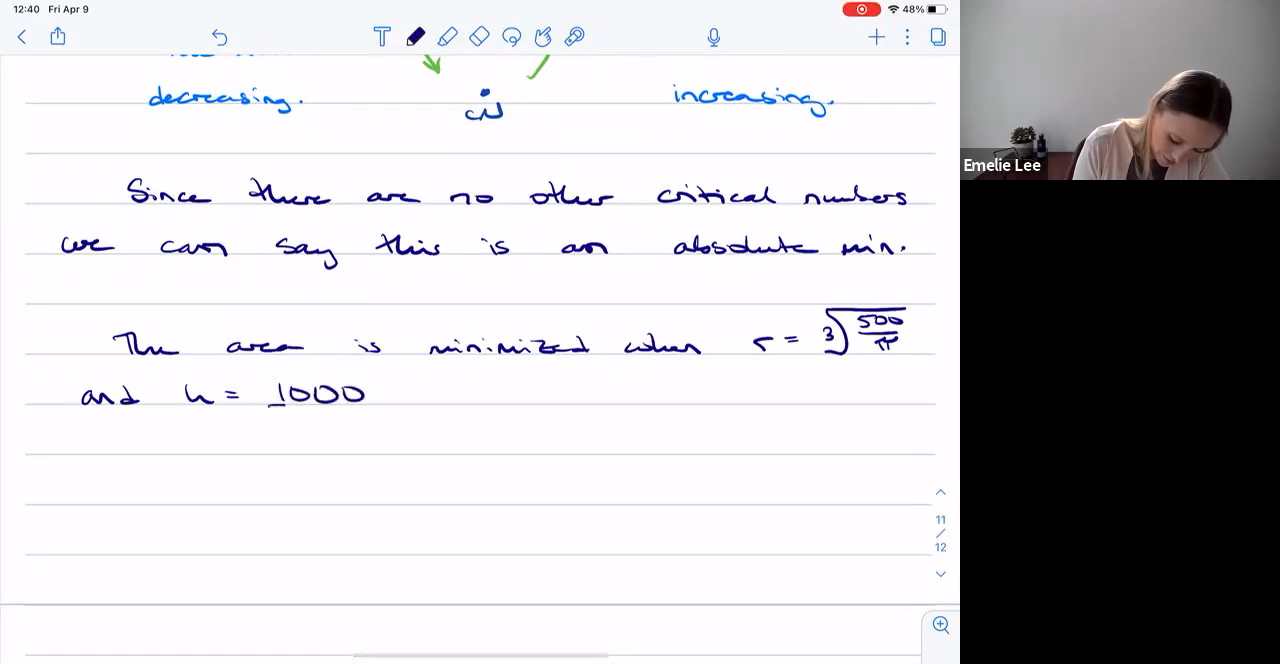 12:40 Fri Apr 9
48%
T
decreasing.
increasing.
CN
Since there are no other critical numbers
we can say this is an absolute min.
The area is minimized when r = ∛(500/π)
and h = 1000
11
/
12
Emelie Lee